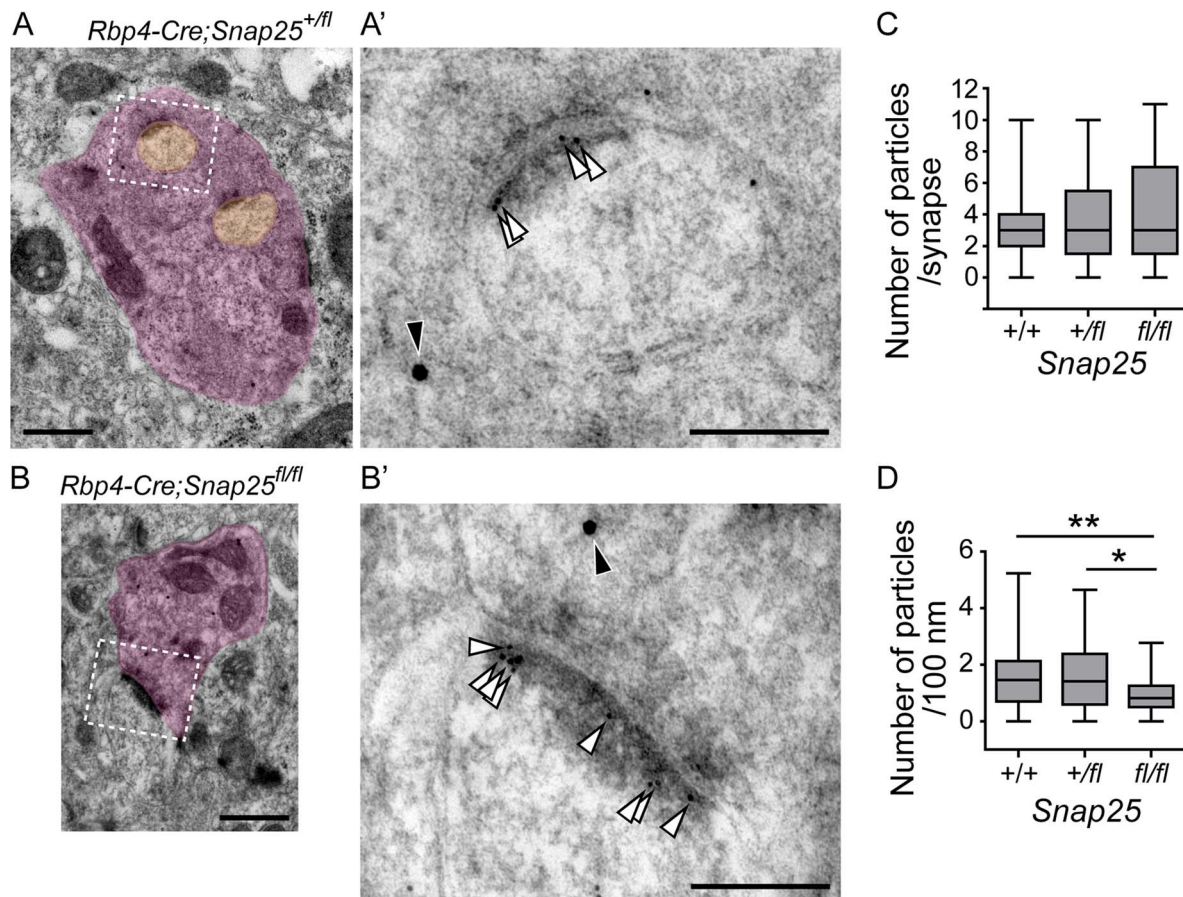 A
Rbp4-Cre;Snap25+/fl
A'
B
Rbp4-Cre;Snap25fl/fl
B'
C
Number of particles
/synapse
12
10
8
6
4
2
0
+/+
+/fl
fl/fl
Snap25
D
Number of particles
/100 nm
**
*
6
4
2
0
+/+
+/fl
fl/fl
Snap25